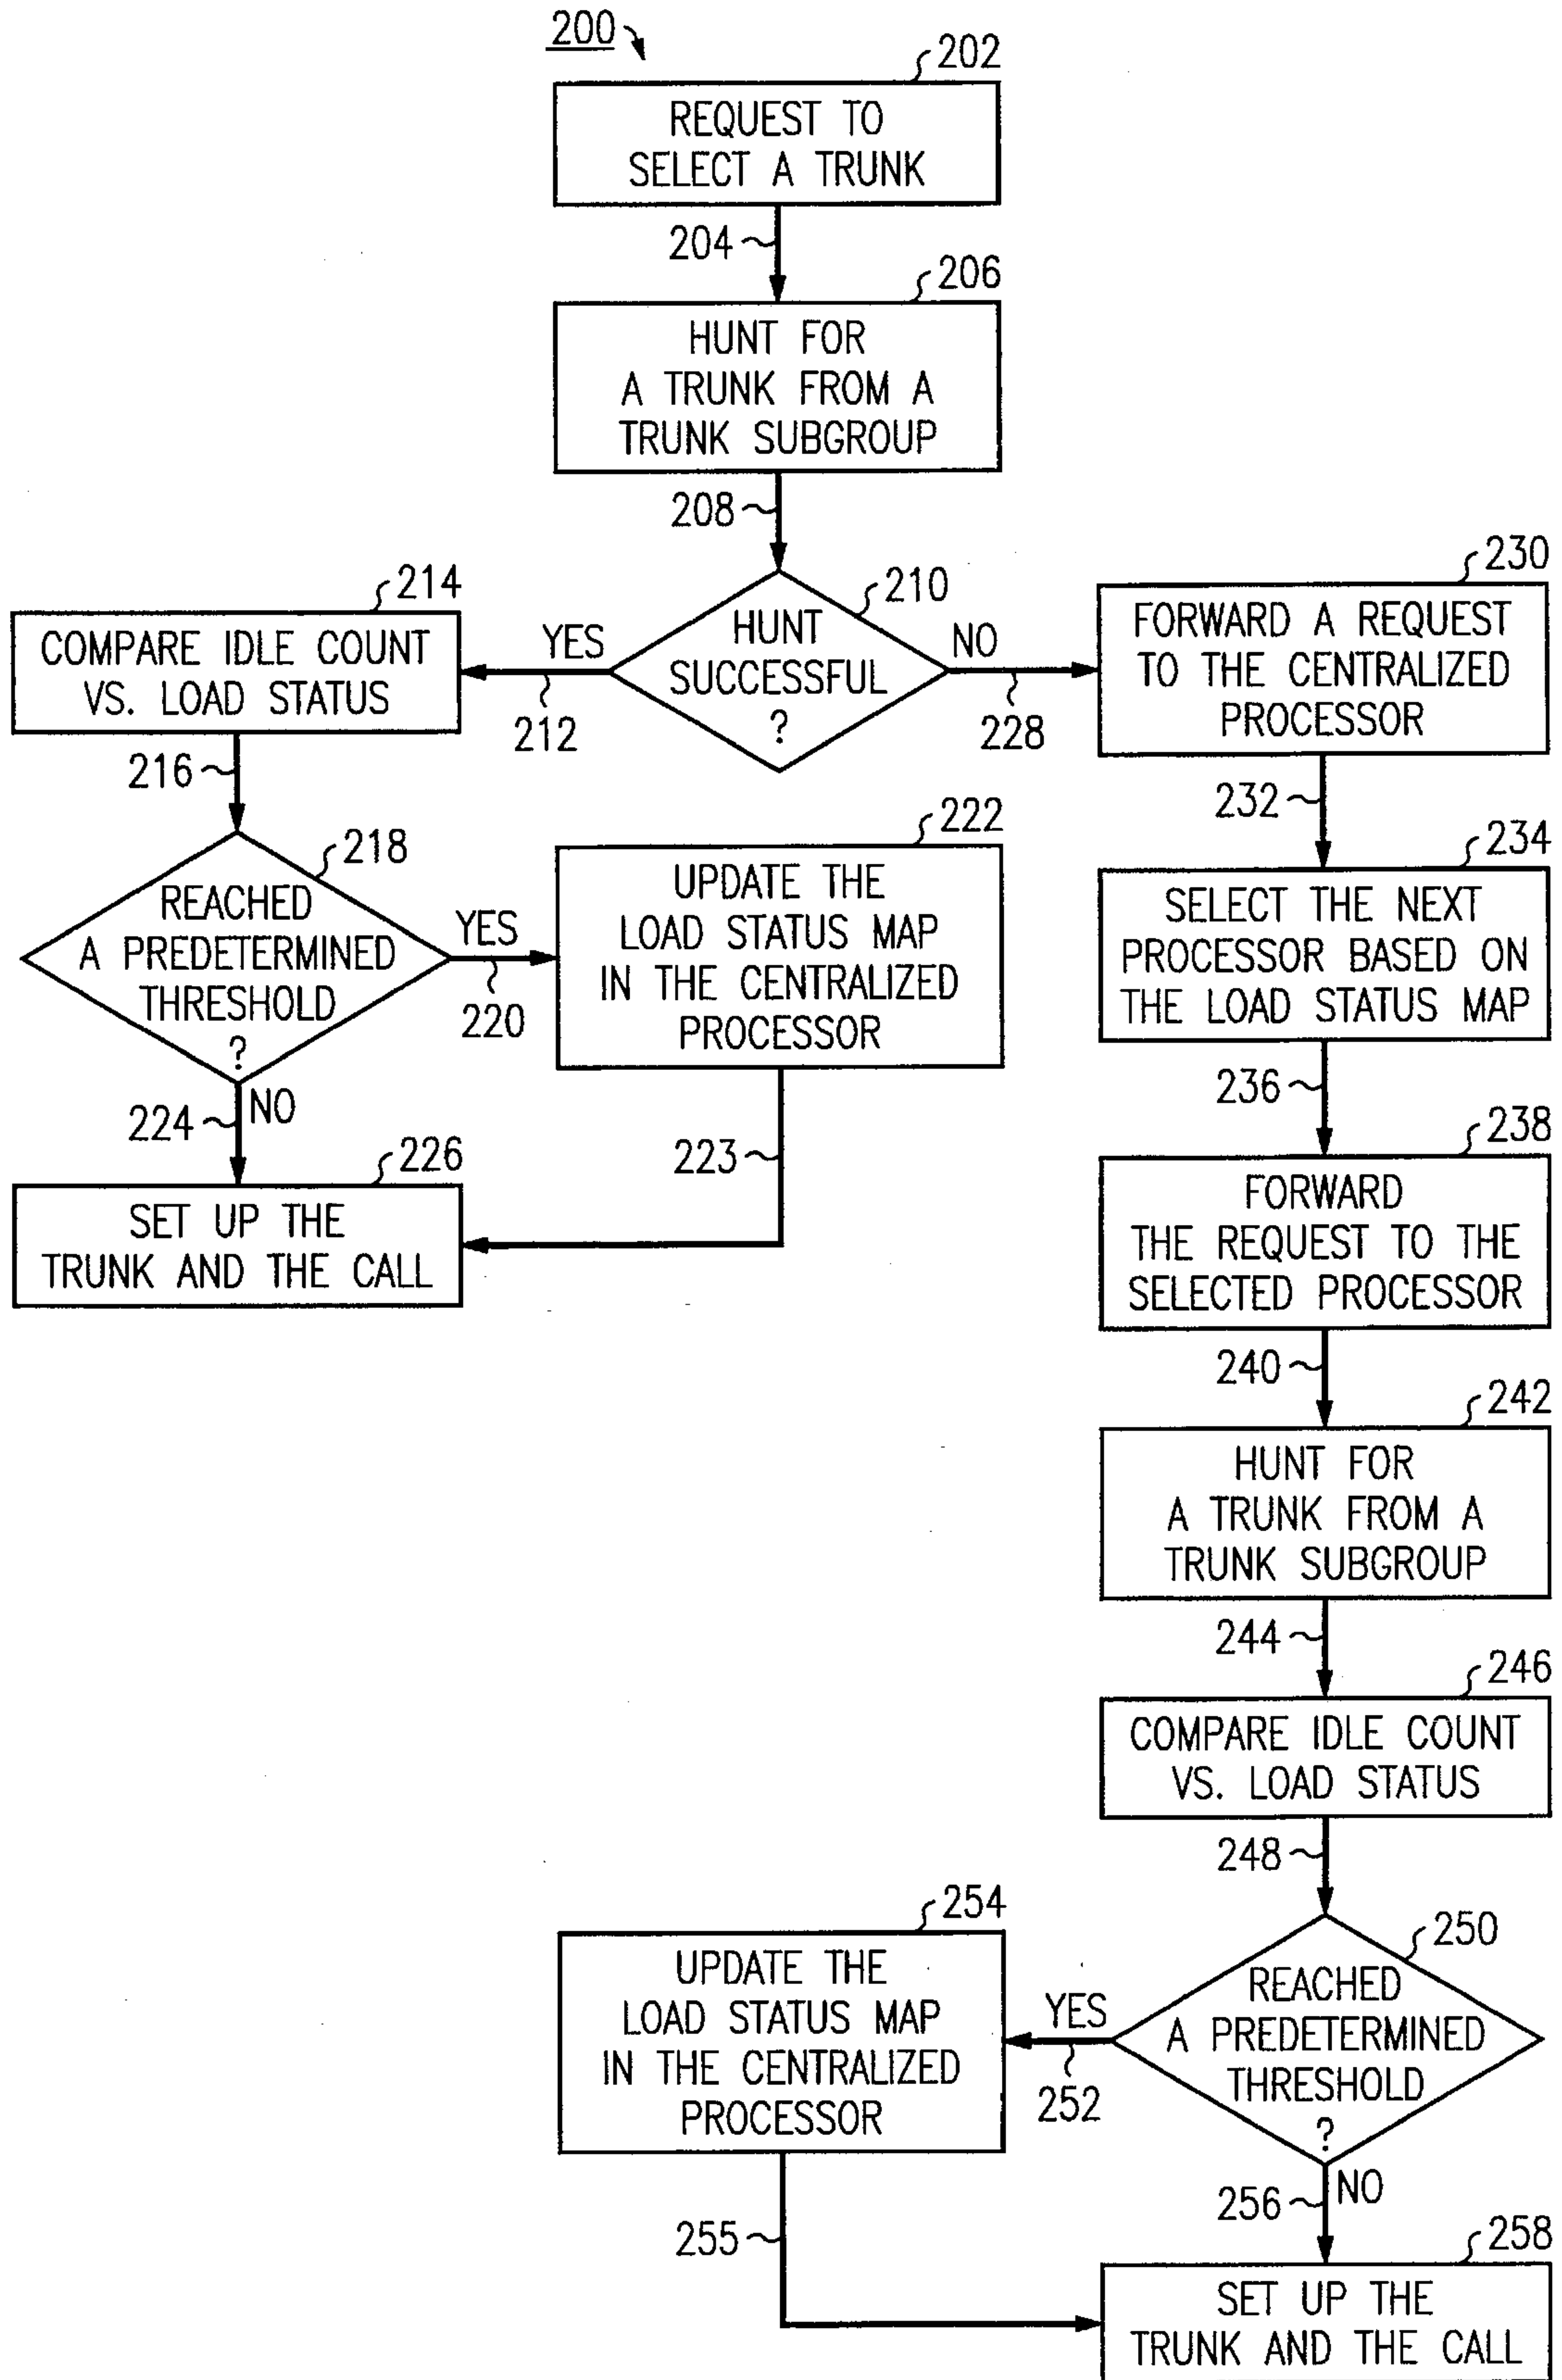 200
202
REQUEST TO
SELECT A TRUNK
204
206
HUNT FOR
A TRUNK FROM A
TRUNK SUBGROUP
208
210
HUNT
SUCCESSFUL
?
YES
212
214
COMPARE IDLE COUNT
VS. LOAD STATUS
216
218
REACHED
A PREDETERMINED
THRESHOLD
?
YES
220
222
UPDATE THE
LOAD STATUS MAP
IN THE CENTRALIZED
PROCESSOR
223
224
NO
226
SET UP THE
TRUNK AND THE CALL
NO
228
230
FORWARD A REQUEST
TO THE CENTRALIZED
PROCESSOR
232
234
SELECT THE NEXT
PROCESSOR BASED ON
THE LOAD STATUS MAP
236
238
FORWARD
THE REQUEST TO THE
SELECTED PROCESSOR
240
242
HUNT FOR
A TRUNK FROM A
TRUNK SUBGROUP
244
246
COMPARE IDLE COUNT
VS. LOAD STATUS
248
250
REACHED
A PREDETERMINED
THRESHOLD
?
YES
252
254
UPDATE THE
LOAD STATUS MAP
IN THE CENTRALIZED
PROCESSOR
255
256
NO
258
SET UP THE
TRUNK AND THE CALL